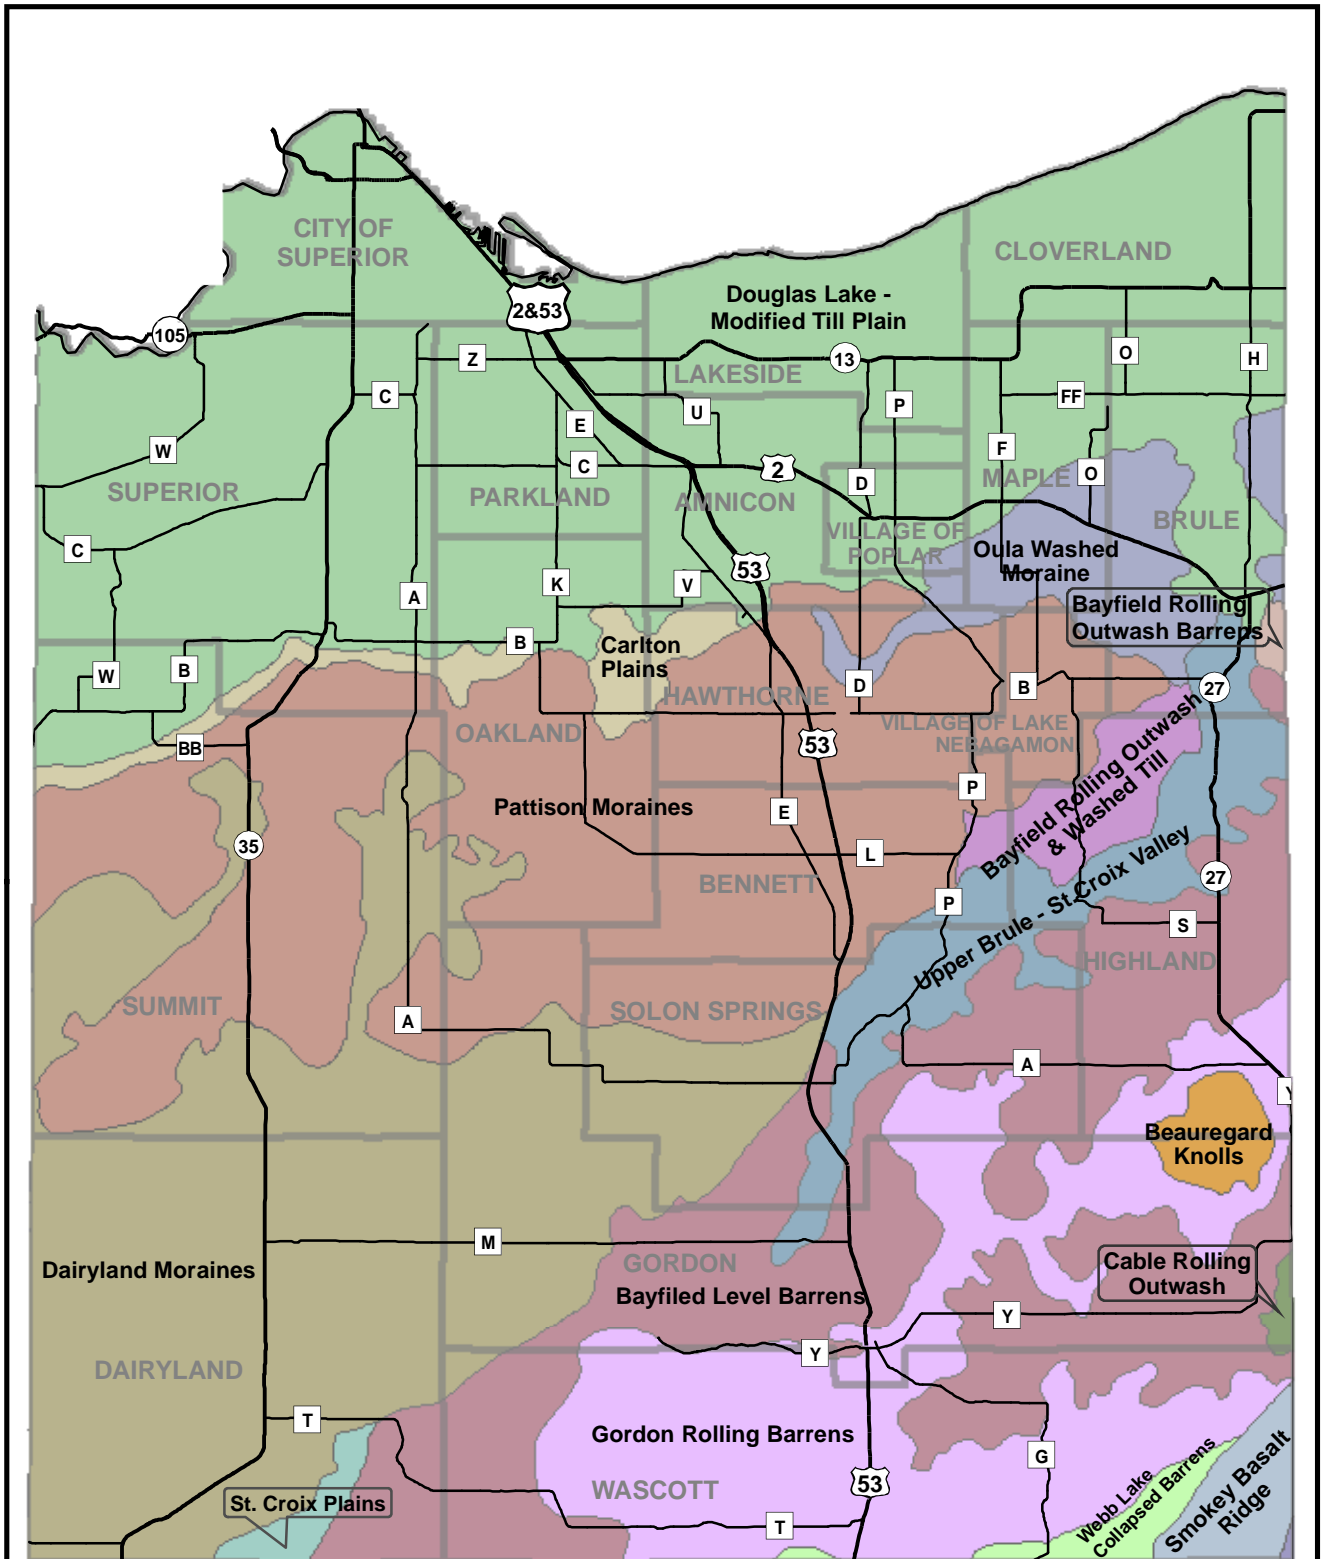 CITY OF
SUPERIOR
CLOVERLAND
2&53
Douglas Lake -
Modified Till Plain
105
Z
13
O
H
LAKESIDE
C
FF
P
U
E
W
F
C
2
D
MAPLE
O
SUPERIOR
PARKLAND
AMNICON
BRULE
VILLAGE OF
POPLAR
C
Oula Washed
Moraine
53
A
K
V
Bayfield Rolling
Outwash Barrens
B
Carlton
Plains
W
B
D
B
27
HAWTHORNE
OAKLAND
VILLAGE OF LAKE
NEBAGAMON
BB
53
Bayfield Rolling Outwash
& Washed Till
P
Pattison Moraines
E
35
L
27
BENNETT
P
Upper Brule - St.Croix Valley
S
HIGHLAND
SUMMIT
SOLON SPRINGS
A
A
Y
Beauregard
Knolls
M
GORDON
Dairyland Moraines
Cable Rolling
Outwash
Bayfiled Level Barrens
Y
Y
DAIRYLAND
T
Gordon Rolling Barrens
G
WASCOTT
53
St. Croix Plains
T
Webb Lake
Collapsed Barrens
Smokey Basalt
Ridge